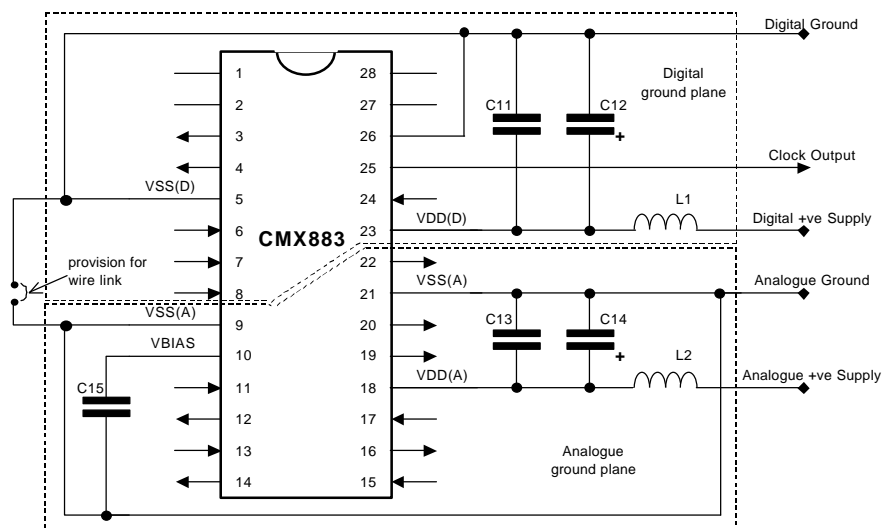 Digital Ground
1
28
Digital
ground plane
2
27
C11
C12
3
26
+
4
25
Clock Output
VSS(D)
5
24
L1
6
CMX883
23
VDD(D)
Digital +ve Supply
provision for
wire link
7
22
8
21
VSS(A)
Analogue Ground
VSS(A)
9
20
C13
C14
VBIAS
10
19
+
L2
C15
11
18
VDD(A)
Analogue +ve Supply
12
17
13
16
Analogue
ground plane
14
15